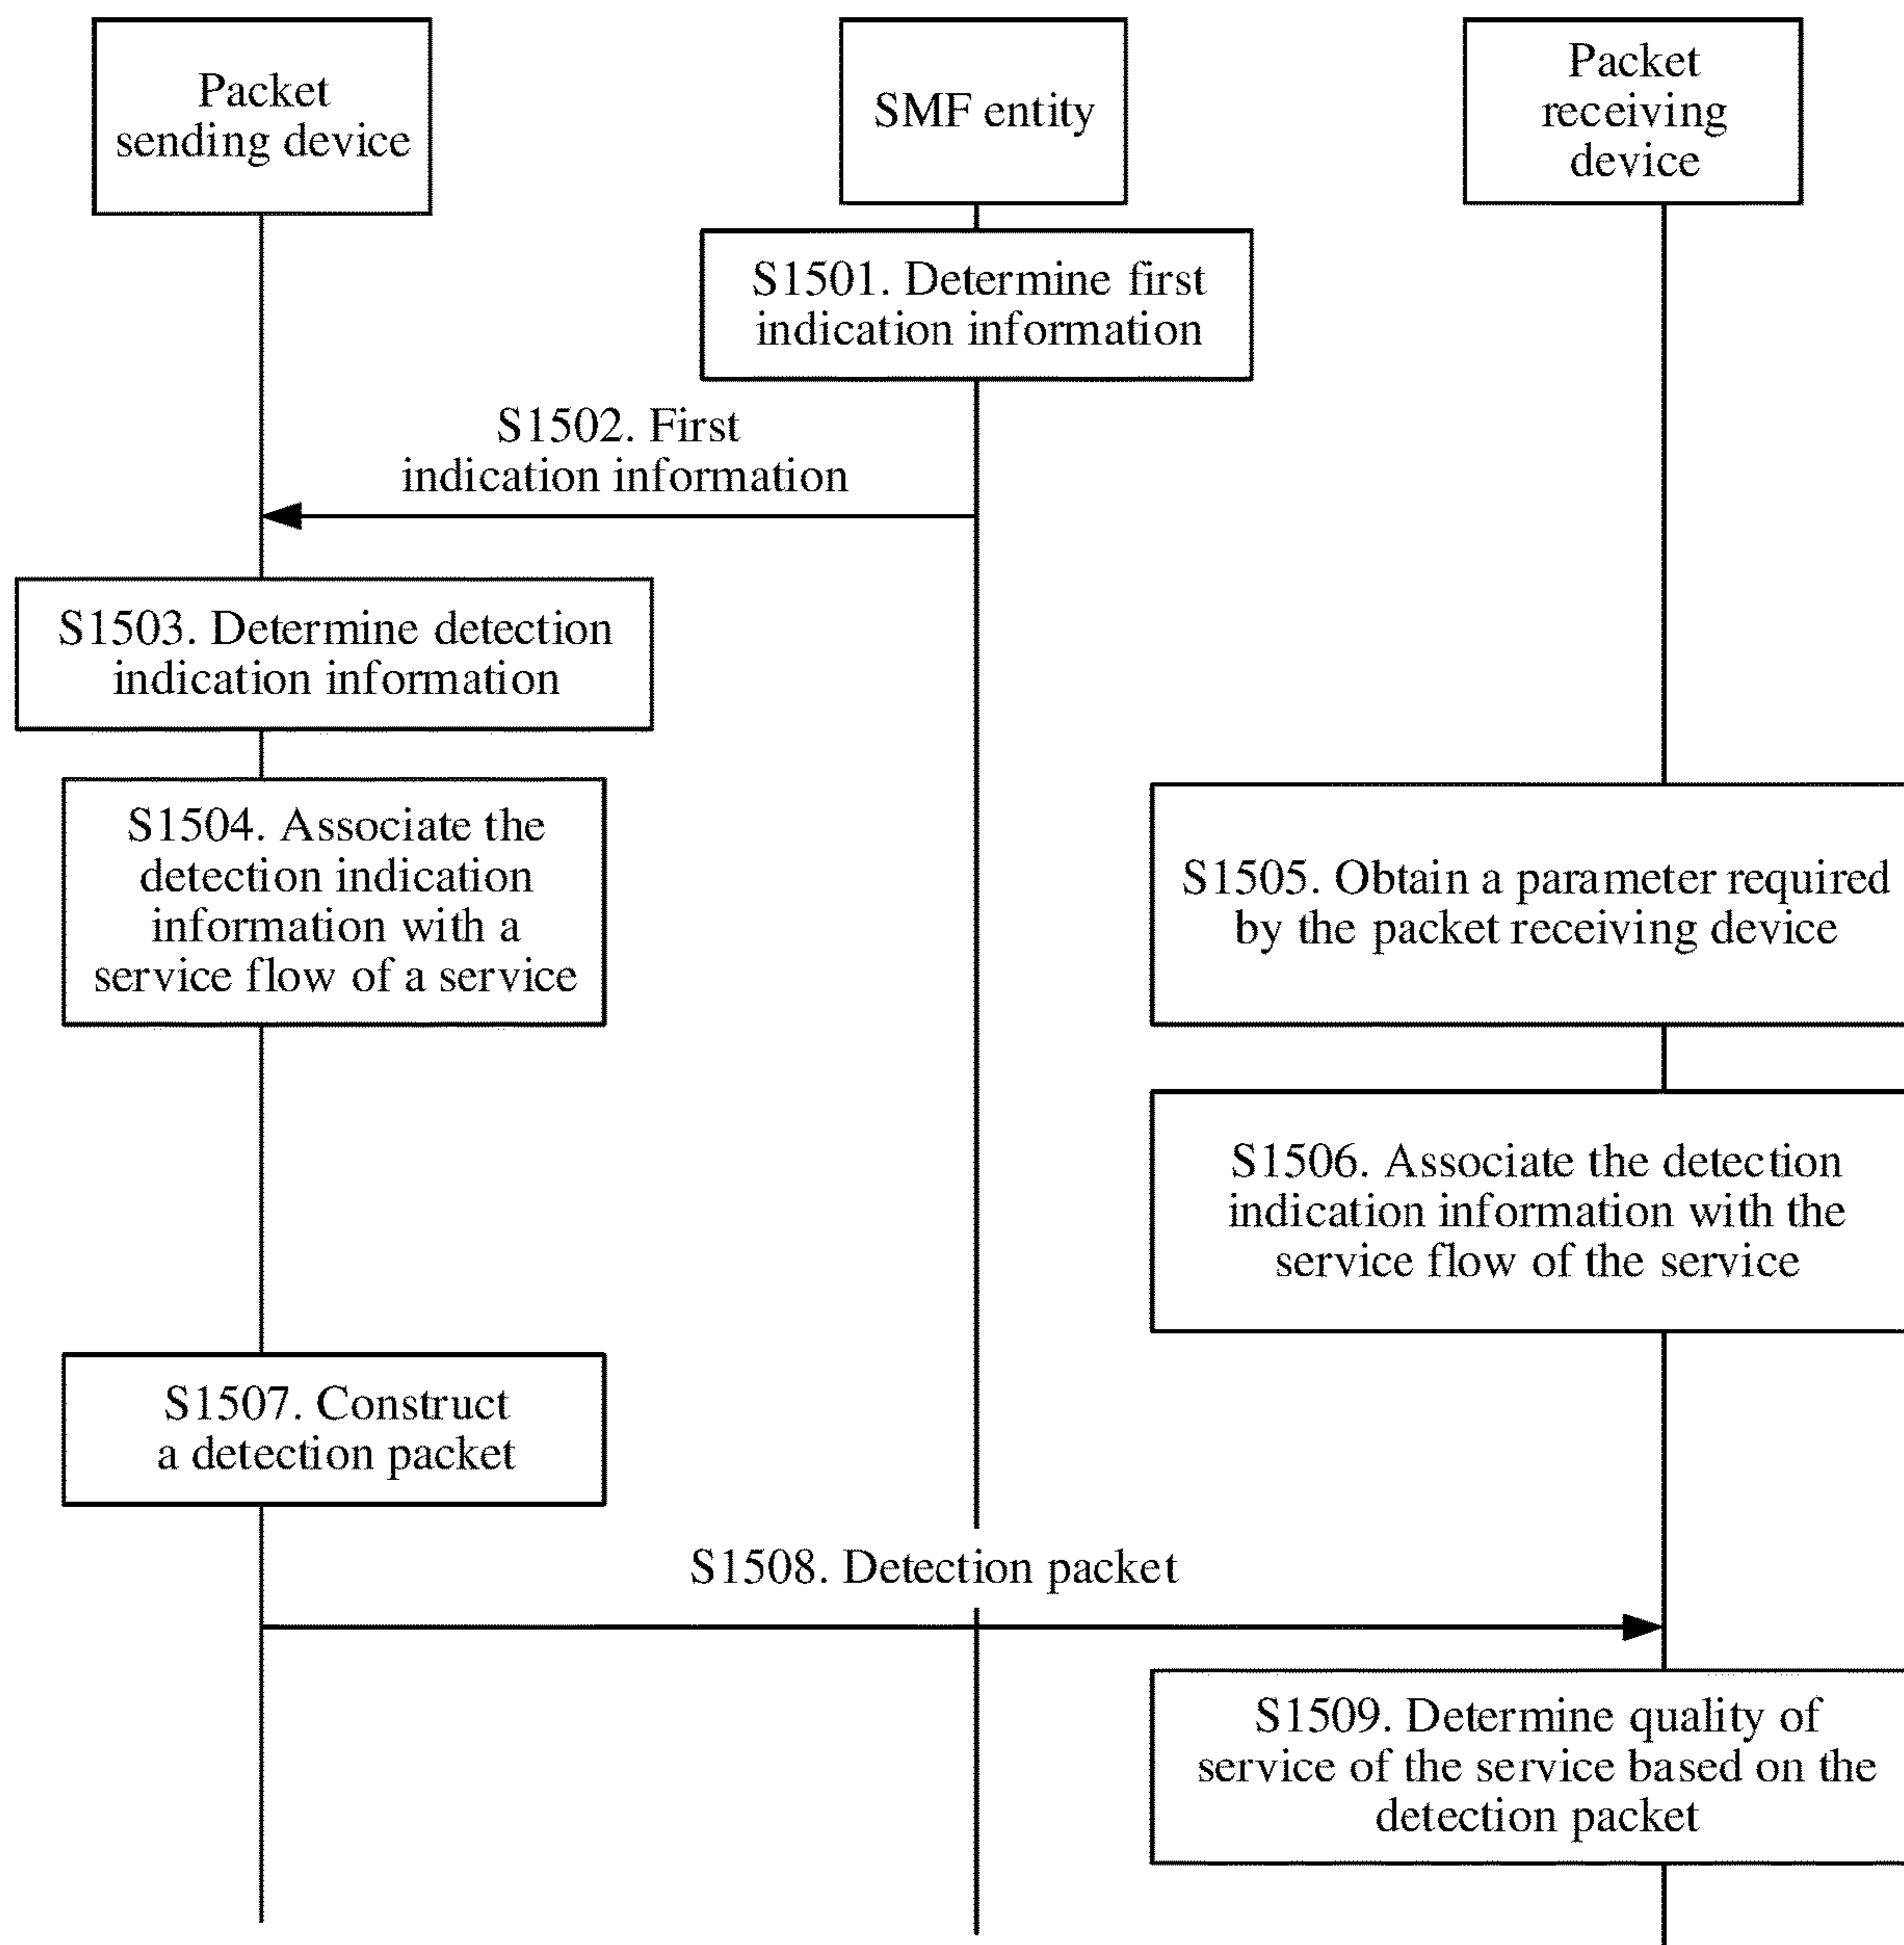 Packet
sending device
SMF entity
Packet
receiving
device
S1501. Determine first
indication information
S1502. First
indication information
S1503. Determine detection
indication information
S1504. Associate the
detection indication
information with a
service flow of a service
S1505. Obtain a parameter required
by the packet receiving device
S1506. Associate the detection
indication information with the
service flow of the service
S1507. Construct
a detection packet
S1508. Detection packet
S1509. Determine quality of
service of the service based on the
detection packet